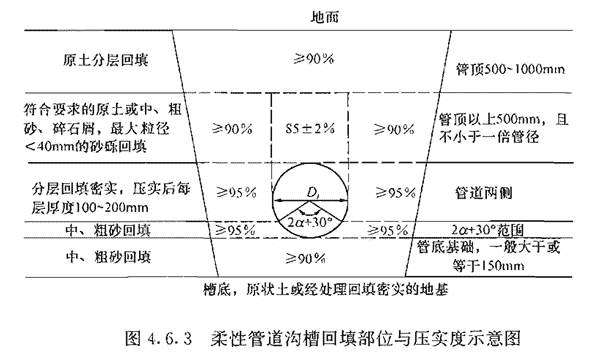 地面
原土分层回填
≥90%
管顶500~1000mm
符合要求的原土或中、粗
砂、碎石屑，最大粒径
<40mm的砂砾回填
≥90%
85±2%
≥90%
管顶以上500mm，且
不小于一倍管径
分层回填密实，压实后每
层厚度100~200mm
≥95%
D₁
≥95%
管道两侧
2α+30°
中、粗砂回填
≥95%
≥95%
2α+30°范围
中、粗砂回填
≥90%
管底基础，一般大于或
等于150mm
槽底，原状土或经处理回填密实的地基
图 4.6.3 柔性管道沟槽回填部位与压实度示意图